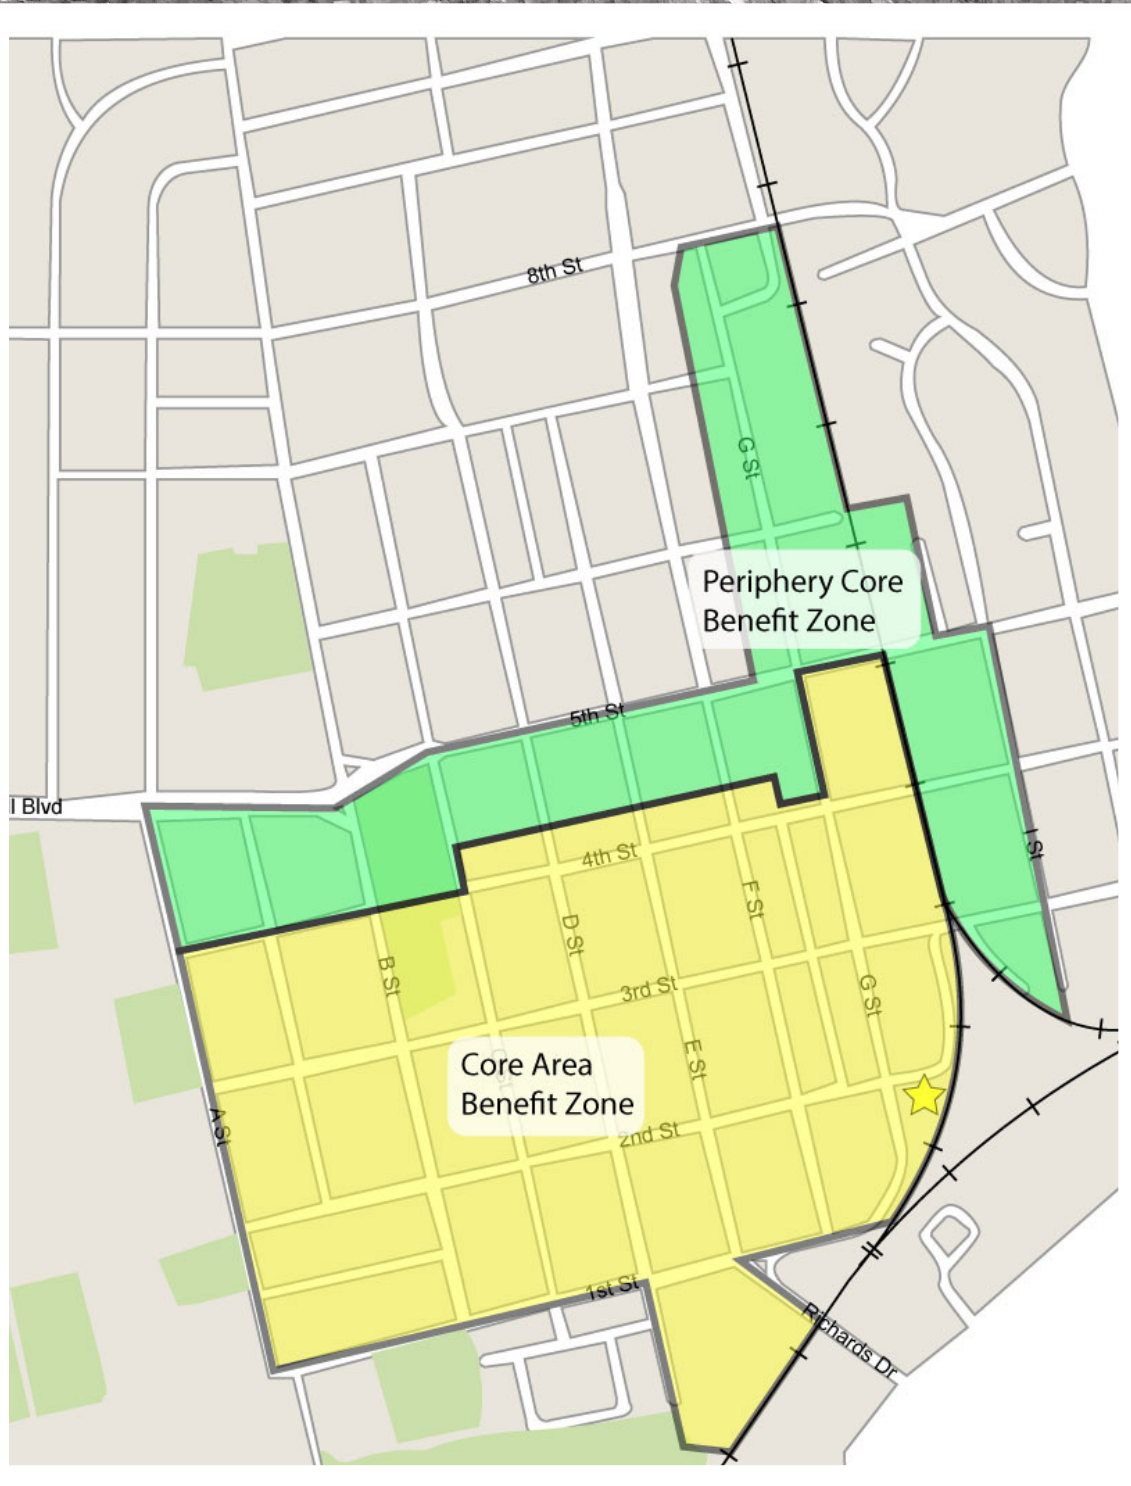 8th St
G St
Periphery Core
Benefit Zone
5th St
l Blvd
4th St
I St
F St
D St
B St
3rd St
G St
E St
Core Area
Benefit Zone
A St
2nd St
1st St
Richards Dr